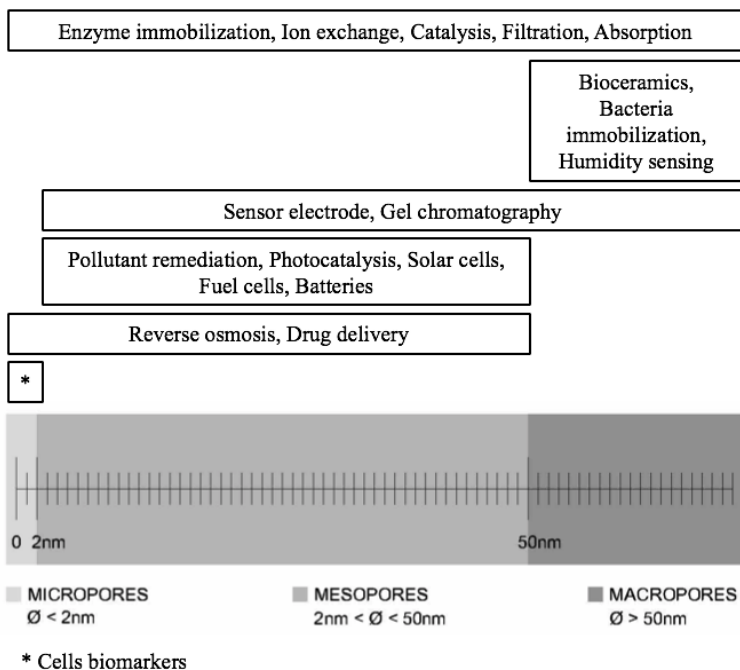 Enzyme immobilization, Ion exchange, Catalysis, Filtration, Absorption
Bioceramics,
Bacteria
immobilization,
Humidity sensing
Sensor electrode, Gel chromatography
Pollutant remediation, Photocatalysis, Solar cells,
Fuel cells, Batteries
Reverse osmosis, Drug delivery
*
0 2nm 50nm
MICROPORES MESOPORES MACROPORES
Ø < 2nm 2nm < Ø < 50nm Ø > 50nm
* Cells biomarkers